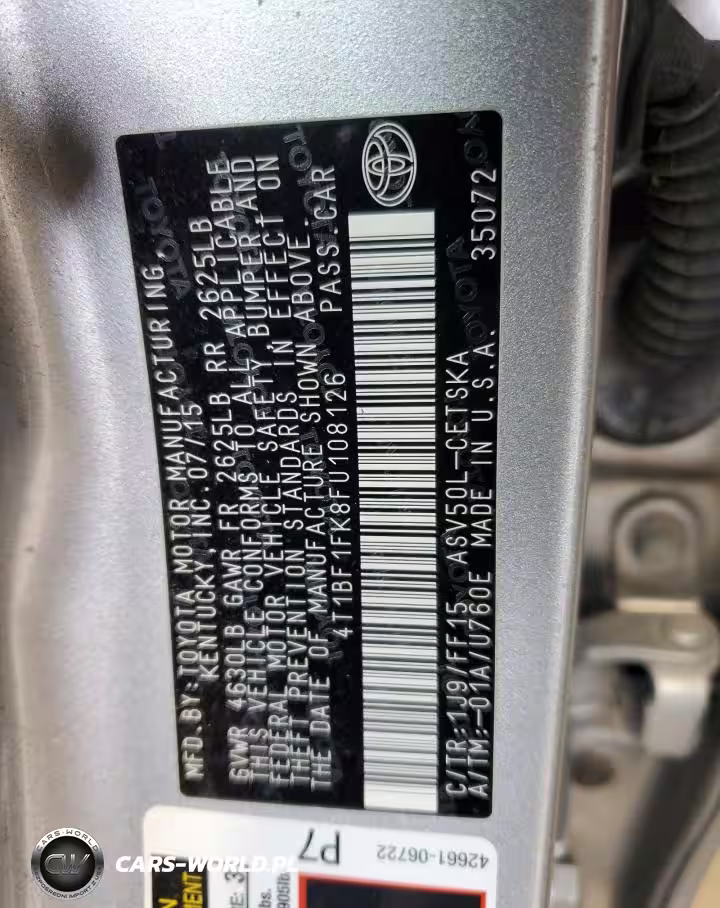 MFD. BY: TOYOTA MOTOR MANUFACTURING,
KENTUCKY, INC. 07/15
GVWR 4630LB GAWR FR 2625LB RR 2625LB
THIS VEHICLE CONFORMS TO ALL APPLICABLE
FEDERAL MOTOR VEHICLE SAFETY, BUMPER, AND
THEFT PREVENTION STANDARDS IN EFFECT ON
THE DATE OF MANUFACTURE SHOWN ABOVE.
4T1BF1FK8FU108126 PASS. CAR
C/TR: 1J9/FF15 ASV50L-CETSKA
A/TM: -01A/U760E MADE IN U.S.A. 35072
P7
42661-06722
CARS-WORLD
CW
CARS-WORLD.PL